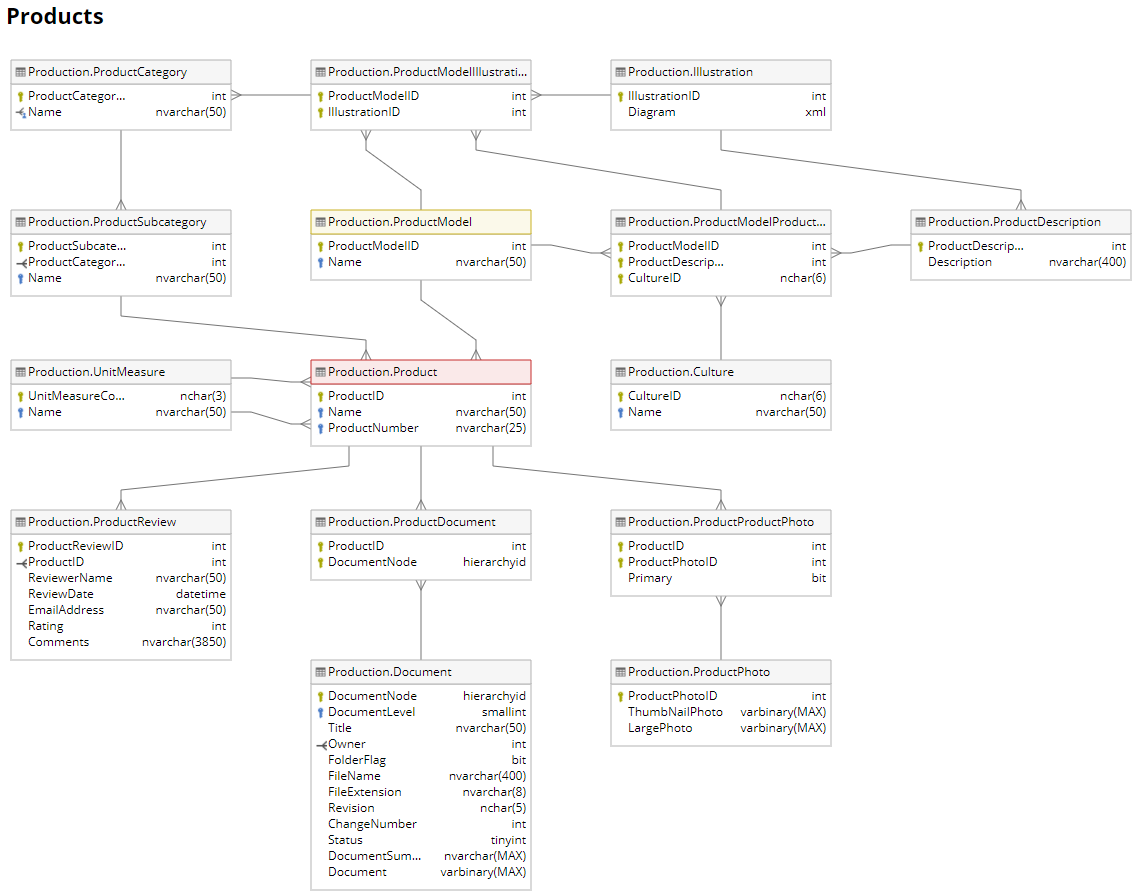 Products
Production.ProductCategory
ProductCategor... int
Name nvarchar(50)
Production.ProductModelIllustrati...
ProductModelID int
IllustrationID int
Production.Illustration
IllustrationID int
Diagram xml
Production.ProductSubcategory
ProductSubcate... int
ProductCategor... int
Name nvarchar(50)
Production.ProductModel
ProductModelID int
Name nvarchar(50)
Production.ProductModelProduct...
ProductModelID int
ProductDescrip... int
CultureID nchar(6)
Production.ProductDescription
ProductDescrip... int
Description nvarchar(400)
Production.UnitMeasure
UnitMeasureCo... nchar(3)
Name nvarchar(50)
Production.Product
ProductID int
Name nvarchar(50)
ProductNumber nvarchar(25)
Production.Culture
CultureID nchar(6)
Name nvarchar(50)
Production.ProductReview
ProductReviewID int
ProductID int
ReviewerName nvarchar(50)
ReviewDate datetime
EmailAddress nvarchar(50)
Rating int
Comments nvarchar(3850)
Production.ProductDocument
ProductID int
DocumentNode hierarchyid
Production.ProductProductPhoto
ProductID int
ProductPhotoID int
Primary bit
Production.Document
DocumentNode hierarchyid
DocumentLevel smallint
Title nvarchar(50)
Owner int
FolderFlag bit
FileName nvarchar(400)
FileExtension nvarchar(8)
Revision nchar(5)
ChangeNumber int
Status tinyint
DocumentSum... nvarchar(MAX)
Document varbinary(MAX)
Production.ProductPhoto
ProductPhotoID int
ThumbNailPhoto varbinary(MAX)
LargePhoto varbinary(MAX)